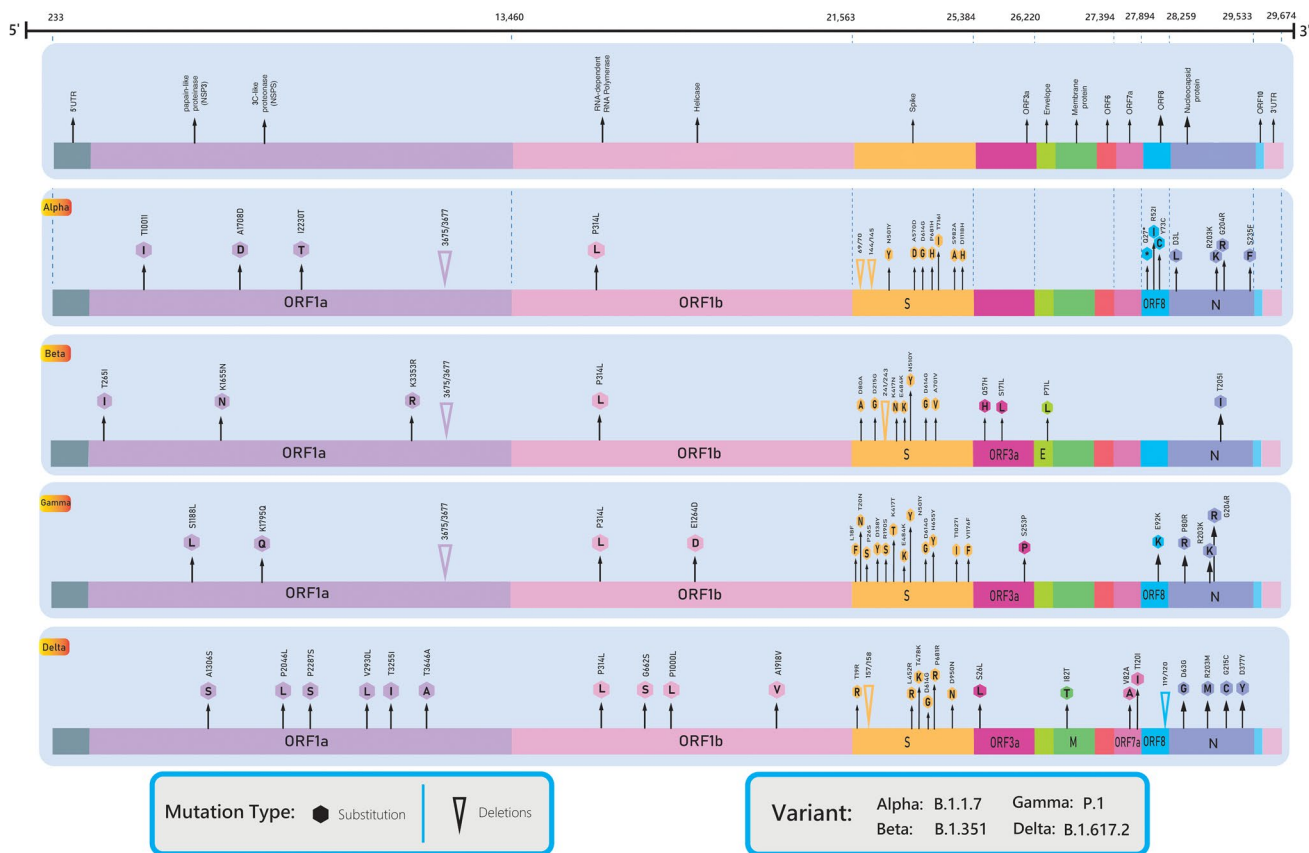 233 13,460 21,563 25,384 26,220 27,394 27,894 28,259 29,533 29,674
5' 3'
5'UTR
papain-like
proteinase
(NSP3)
3C-like
proteonase
(NSP5)
RNA-dependent
RNA Polymerase
Helicase
Spike
ORF3a
Envelope
Membrane
protein
ORF6
ORF7a
ORF8
Nucleocapsid
protein
ORF10
3'UTR
Alpha
T1001I A1708D I2230T 3675/3677 P314L 69/70 144/145 N501Y A570D D614G P681H T716I S982A D1118H Q27* R52I Y73C D3L R203K G204R S235F
I D T L Y D G H I A H * I C L K R F
ORF1a ORF1b S ORF8 N
Beta
T265I K1655N K3353R 3675/3677 P314L D80A D215G 241/243 K417N E484K N510Y D614G A701V Q57H S171L P71L T205I
I N R L A G N K Y G V H L L I
ORF1a ORF1b S ORF3a E N
Gamma
S1188L K1795Q 3675/3677 P314L E1264D L18F T20N P26S D138Y R190S K417T E484K N501Y D614G H655Y T1027I V1176F S253P E92K P80R R203K G204R
L Q L D F N S Y S T K Y G Y I F P K R K R
ORF1a ORF1b S ORF3a ORF8 N
Delta
A1306S P2046L P2287S V2930L T3255I T3646A P314L G662S P1000L A1918V T19R 157/158 L452R T478K D614G P681R D950N S26L I82T V82A T120I 119/120 D63G R203M G215C D377Y
S L S L I A L S L V R R K G R N L T A I G M C Y
ORF1a ORF1b S ORF3a M ORF7a ORF8 N
Mutation Type: Substitution Deletions
Variant: Alpha: B.1.1.7 Gamma: P.1
Beta: B.1.351 Delta: B.1.617.2